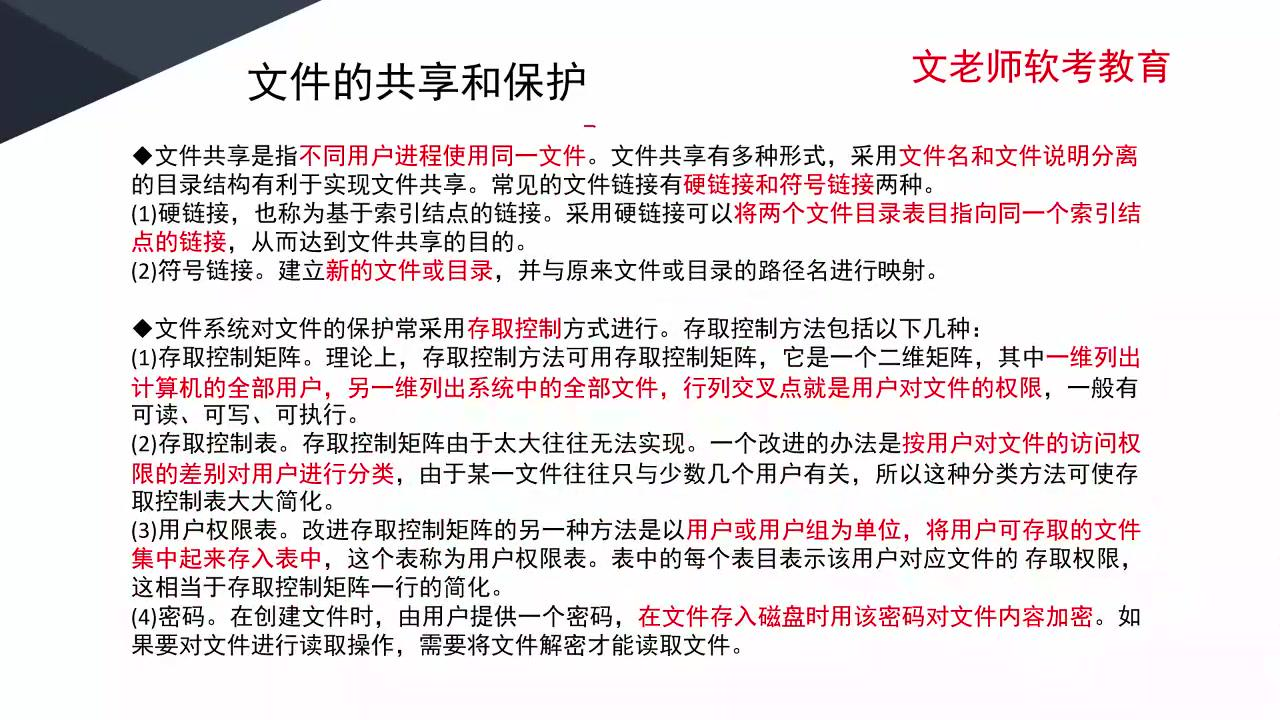 文件的共享和保护
文老师软考教育
◆文件共享是指不同用户进程使用同一文件。文件共享有多种形式，采用文件名和文件说明分离
的目录结构有利于实现文件共享。常见的文件链接有硬链接和符号链接两种。
(1)硬链接，也称为基于索引结点的链接。采用硬链接可以将两个文件目录表目指向同一个索引结
点的链接，从而达到文件共享的目的。
(2)符号链接。建立新的文件或目录，并与原来文件或目录的路径名进行映射。
◆文件系统对文件的保护常采用存取控制方式进行。存取控制方法包括以下几种：
(1)存取控制矩阵。理论上，存取控制方法可用存取控制矩阵，它是一个二维矩阵，其中一维列出
计算机的全部用户，另一维列出系统中的全部文件，行列交叉点就是用户对文件的权限，一般有
可读、可写、可执行。
(2)存取控制表。存取控制矩阵由于太大往往无法实现。一个改进的办法是按用户对文件的访问权
限的差别对用户进行分类，由于某一文件往往只与少数几个用户有关，所以这种分类方法可使存
取控制表大大简化。
(3)用户权限表。改进存取控制矩阵的另一种方法是以用户或用户组为单位，将用户可存取的文件
集中起来存入表中，这个表称为用户权限表。表中的每个表目表示该用户对应文件的 存取权限，
这相当于存取控制矩阵一行的简化。
(4)密码。在创建文件时，由用户提供一个密码，在文件存入磁盘时用该密码对文件内容加密。如
果要对文件进行读取操作，需要将文件解密才能读取文件。